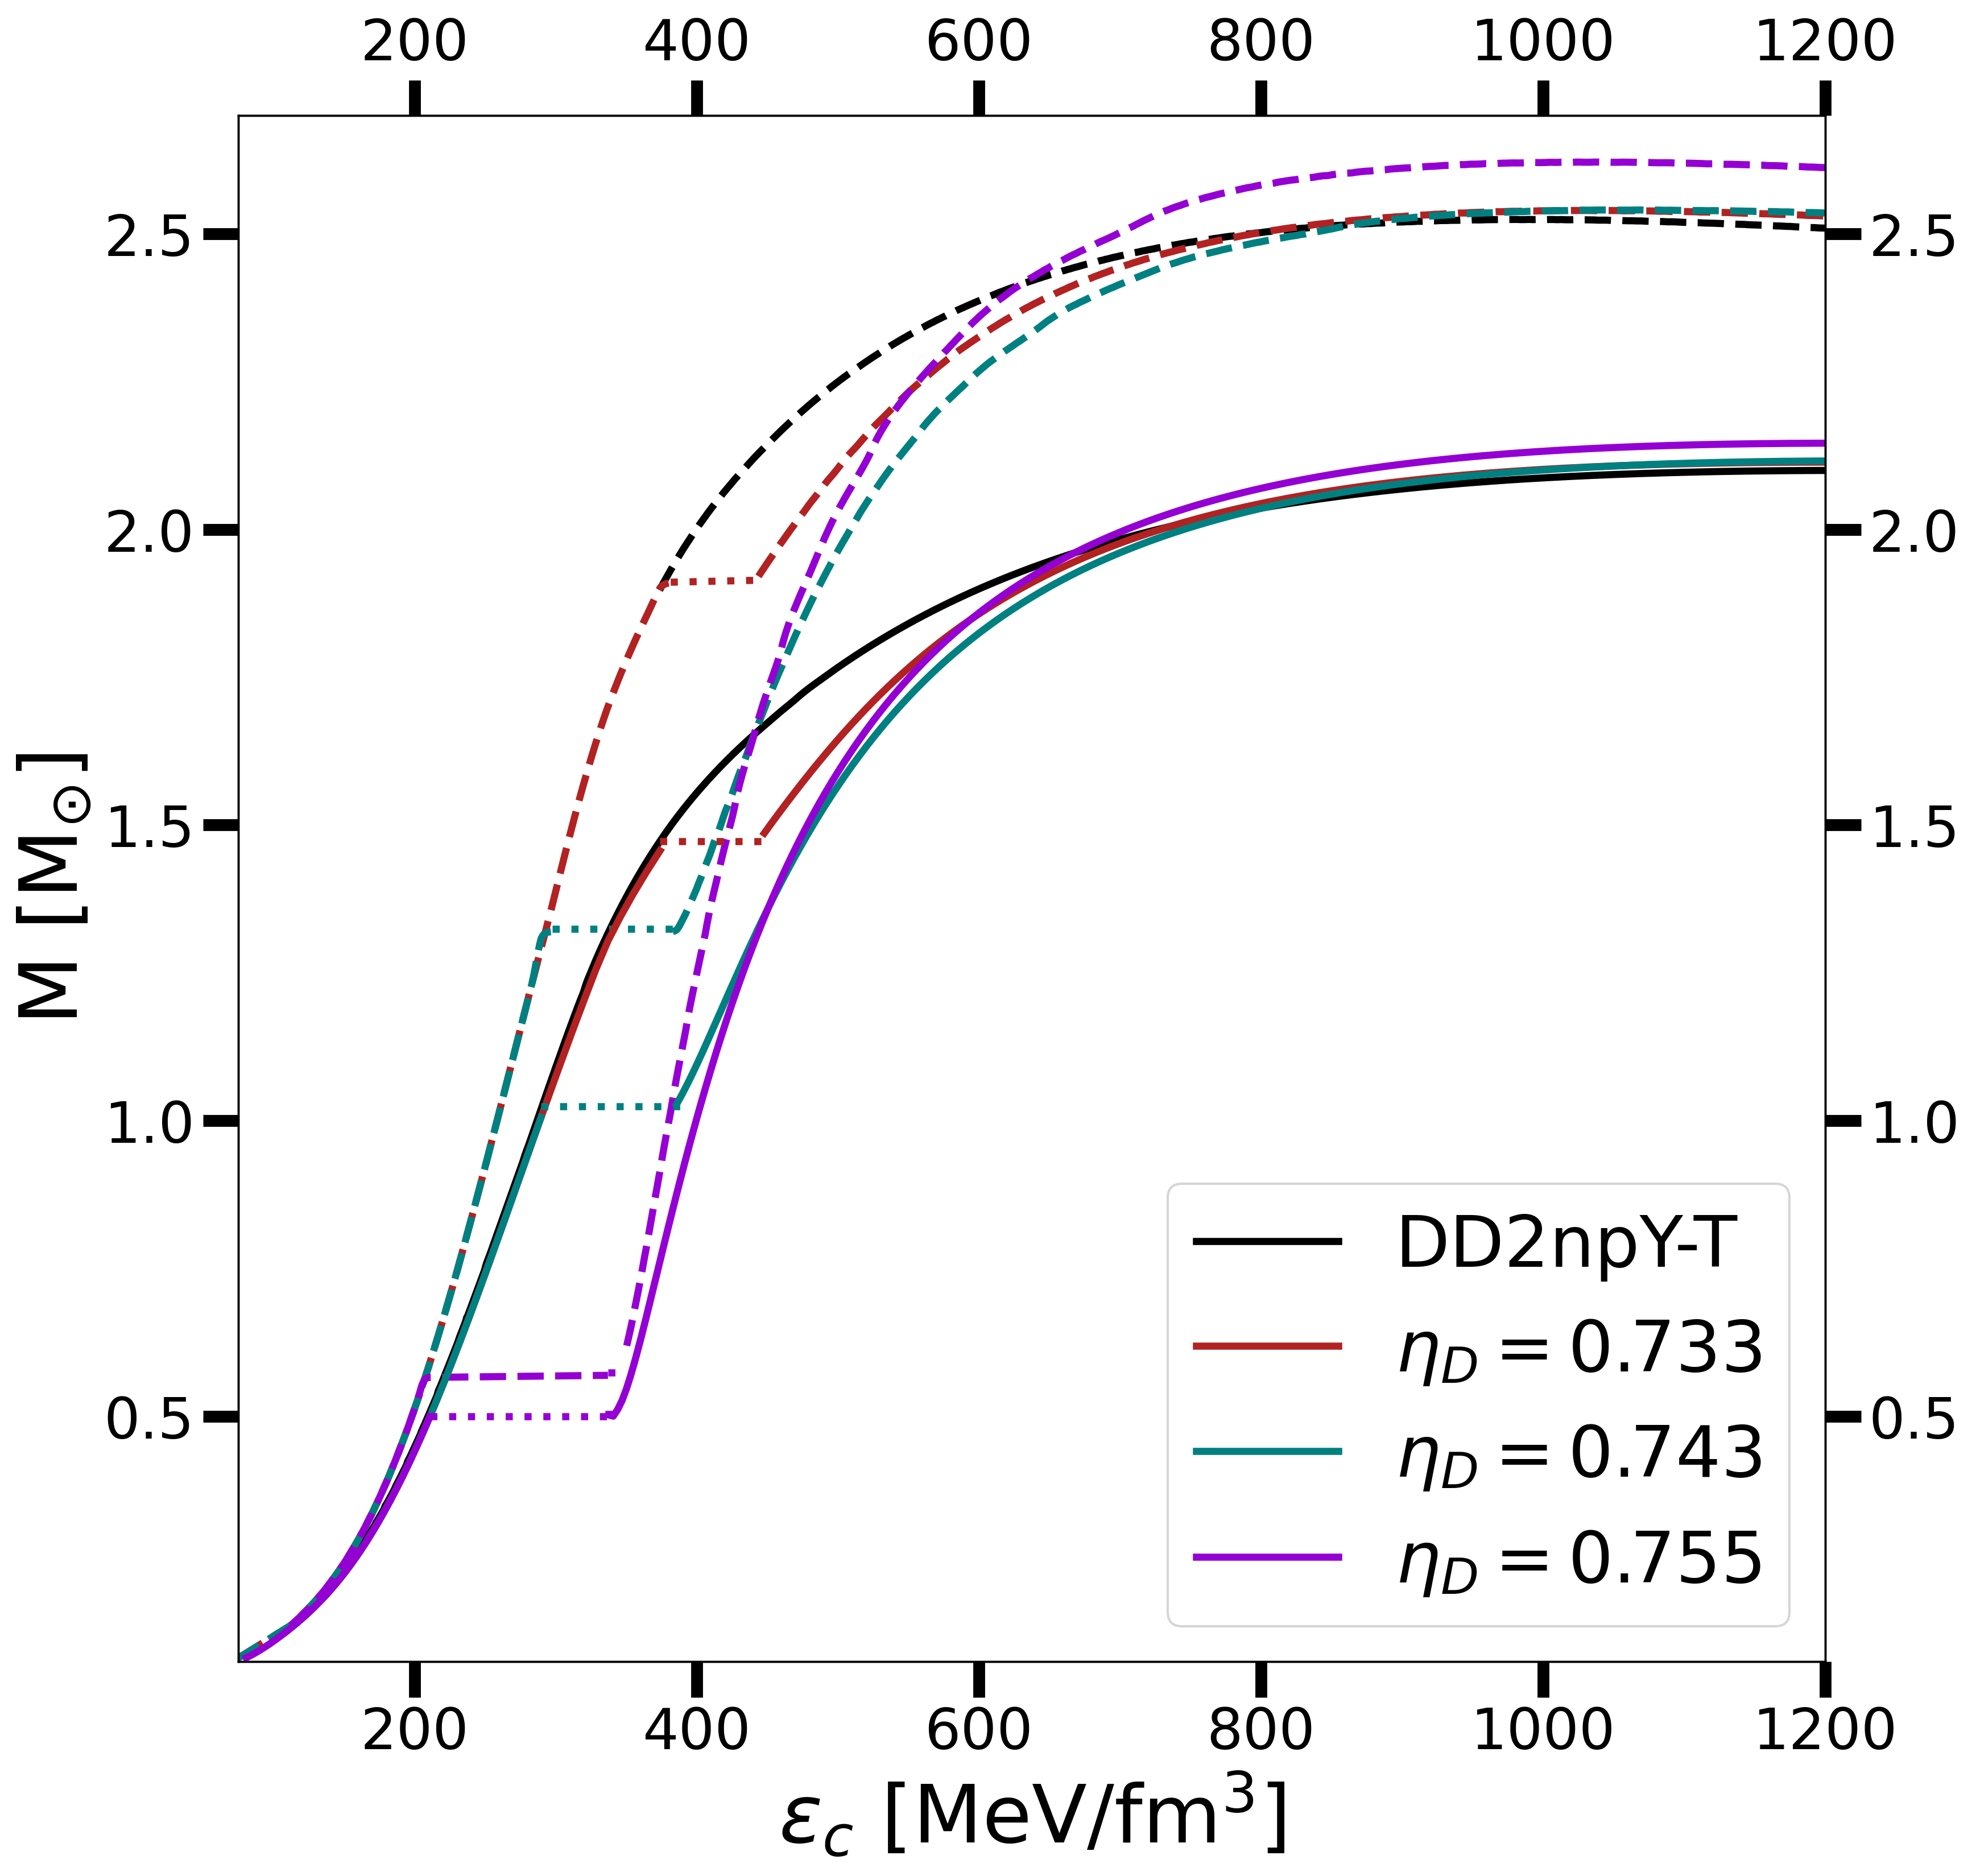 200 400 600 800 1000 1200
2.5 2.5
2.0 2.0
1.5 1.5
1.0 1.0
0.5 0.5
M [M⊙]
DD2npY-T
η_D = 0.733
η_D = 0.743
η_D = 0.755
200 400 600 800 1000 1200
ε_c [MeV/fm³]